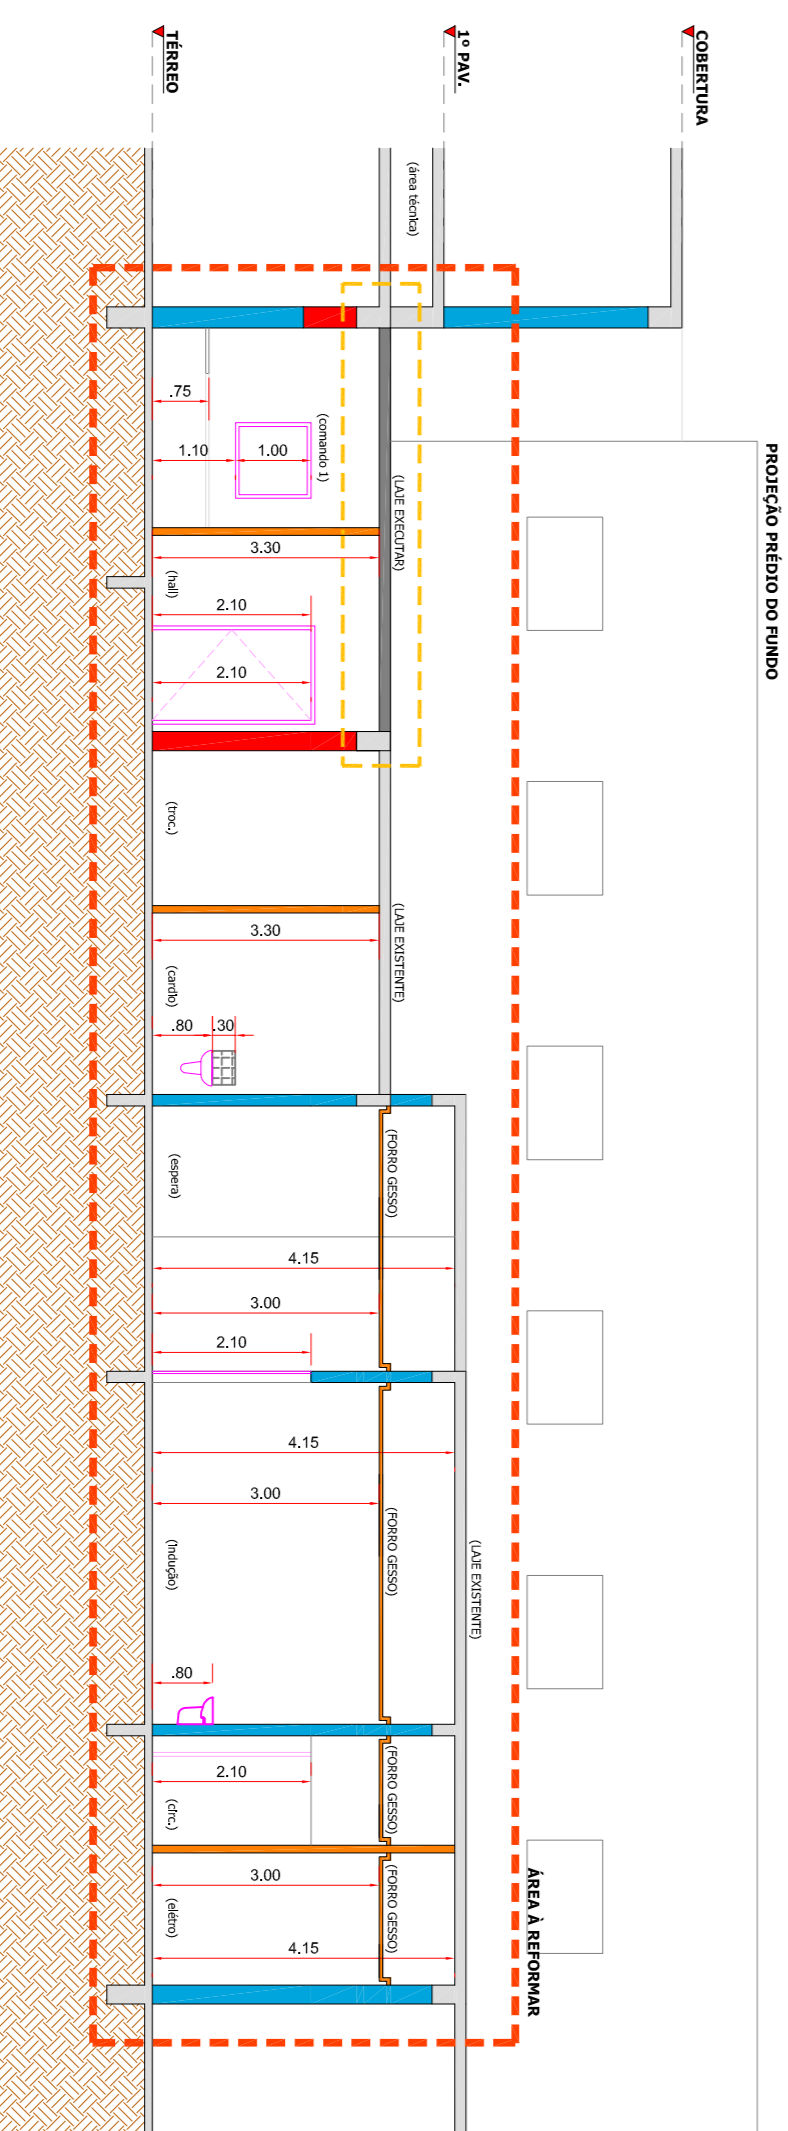 COBERTURA
1º PAV.
TÉRREO
PROJEÇÃO PRÉDIO DO FUNDO
(área técnica)
(LAJE EXECUTAR)
(comando 1)
.75
1.10
1.00
3.30
(hall)
2.10
2.10
(troc.)
(LAJE EXISTENTE)
3.30
(cardio)
.80
.30
(FORRO GESSO)
(espera)
4.15
3.00
2.10
4.15
3.00
(FORRO GESSO)
(LAJE EXISTENTE)
(indução)
.80
(FORRO GESSO)
2.10
(circ.)
(FORRO GESSO)
3.00
(elétro)
4.15
ÁREA À REFORMAR